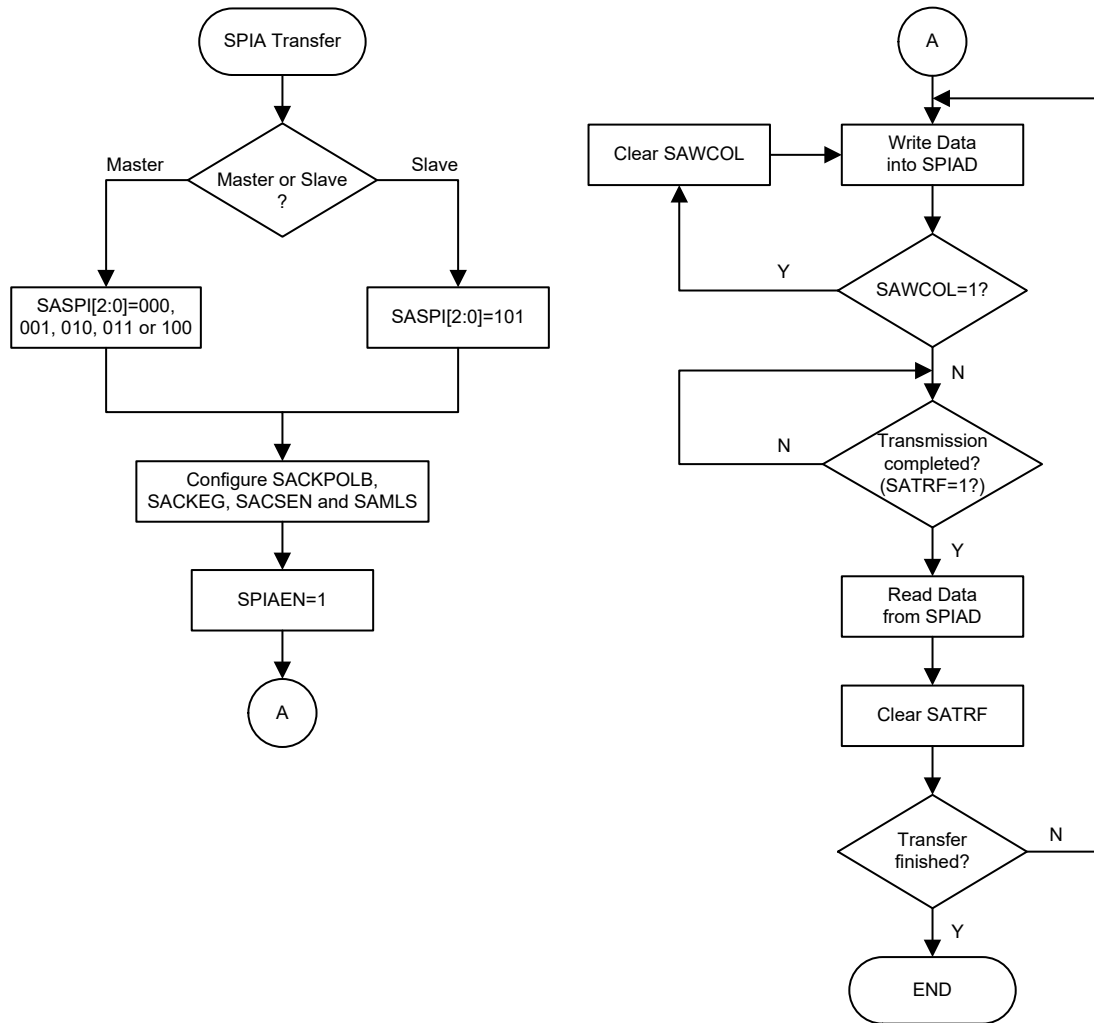 SPIA Transfer
Master
Master or Slave
?
Slave
SASPI[2:0]=000,
001, 010, 011 or 100
SASPI[2:0]=101
Configure SACKPOLB,
SACKEG, SACSEN and SAMLS
SPIAEN=1
A
A
Clear SAWCOL
Write Data
into SPIAD
Y
SAWCOL=1?
N
N
Transmission
completed?
(SATRF=1?)
Y
Read Data
from SPIAD
Clear SATRF
Transfer
finished?
N
Y
END